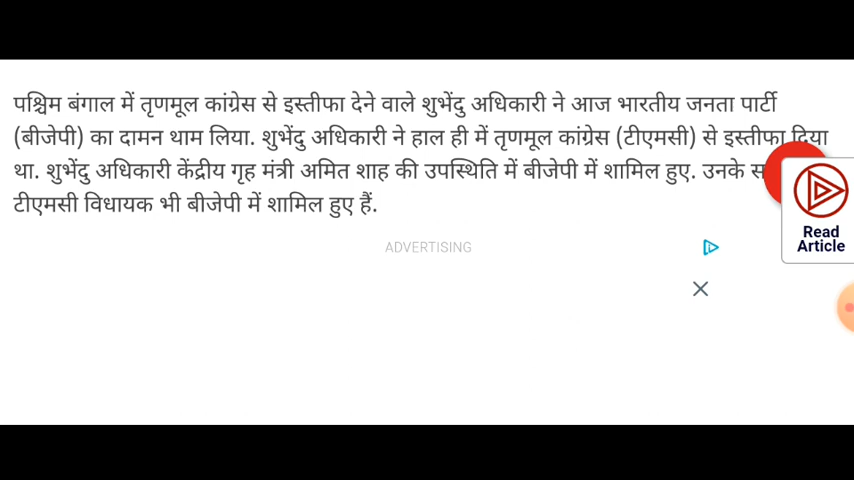 पश्चिम बंगाल में तृणमूल कांग्रेस से इस्तीफा देने वाले शुभेंदु अधिकारी ने आज भारतीय जनता पार्टी
(बीजेपी) का दामन थाम लिया. शुभेंदु अधिकारी ने हाल ही में तृणमूल कांग्रेस (टीएमसी) से इस्तीफा दिया
था. शुभेंदु अधिकारी केंद्रीय गृह मंत्री अमित शाह की उपस्थिति में बीजेपी में शामिल हुए. उनके
टीएमसी विधायक भी बीजेपी में शामिल हुए हैं.
Read
Article
ADVERTISING